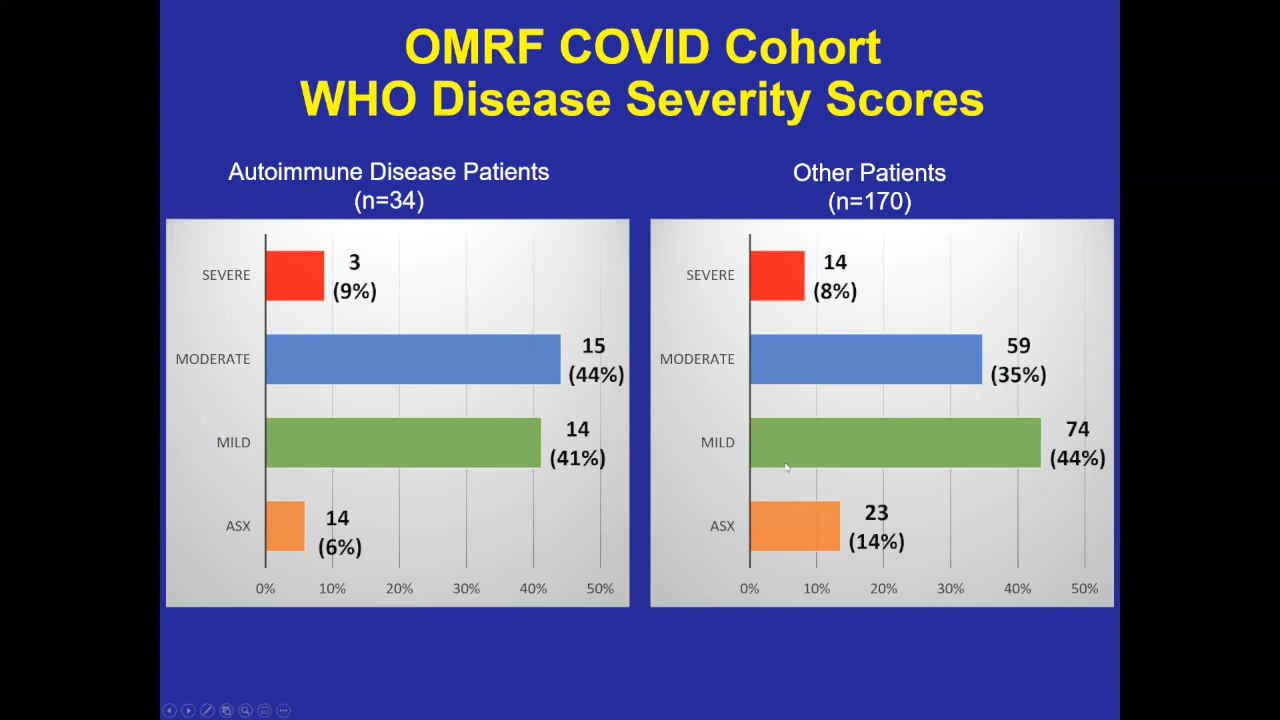 OMRF COVID Cohort
WHO Disease Severity Scores
Autoimmune Disease Patients
(n=34)
SEVERE
3
(9%)
MODERATE
15
(44%)
MILD
14
(41%)
ASX
14
(6%)
0% 10% 20% 30% 40% 50%
Other Patients
(n=170)
SEVERE
14
(8%)
MODERATE
59
(35%)
MILD
74
(44%)
ASX
23
(14%)
0% 10% 20% 30% 40% 50%